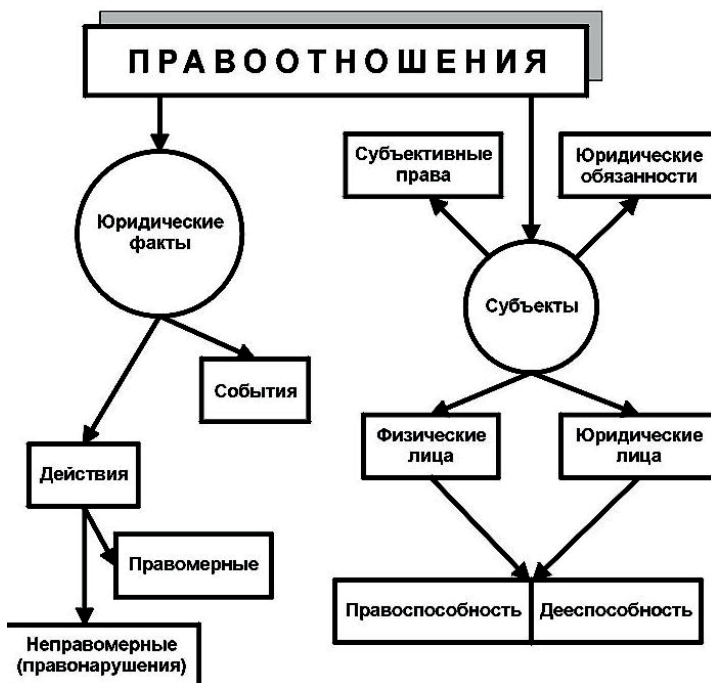 ПРАВООТНОШЕНИЯ
Субъективные
права
Юридические
обязанности
Юридические
факты
Субъекты
События
Физические
лица
Юридические
лица
Действия
Правомерные
Правоспособность
Дееспособность
Неправомерные
(правонарушения)